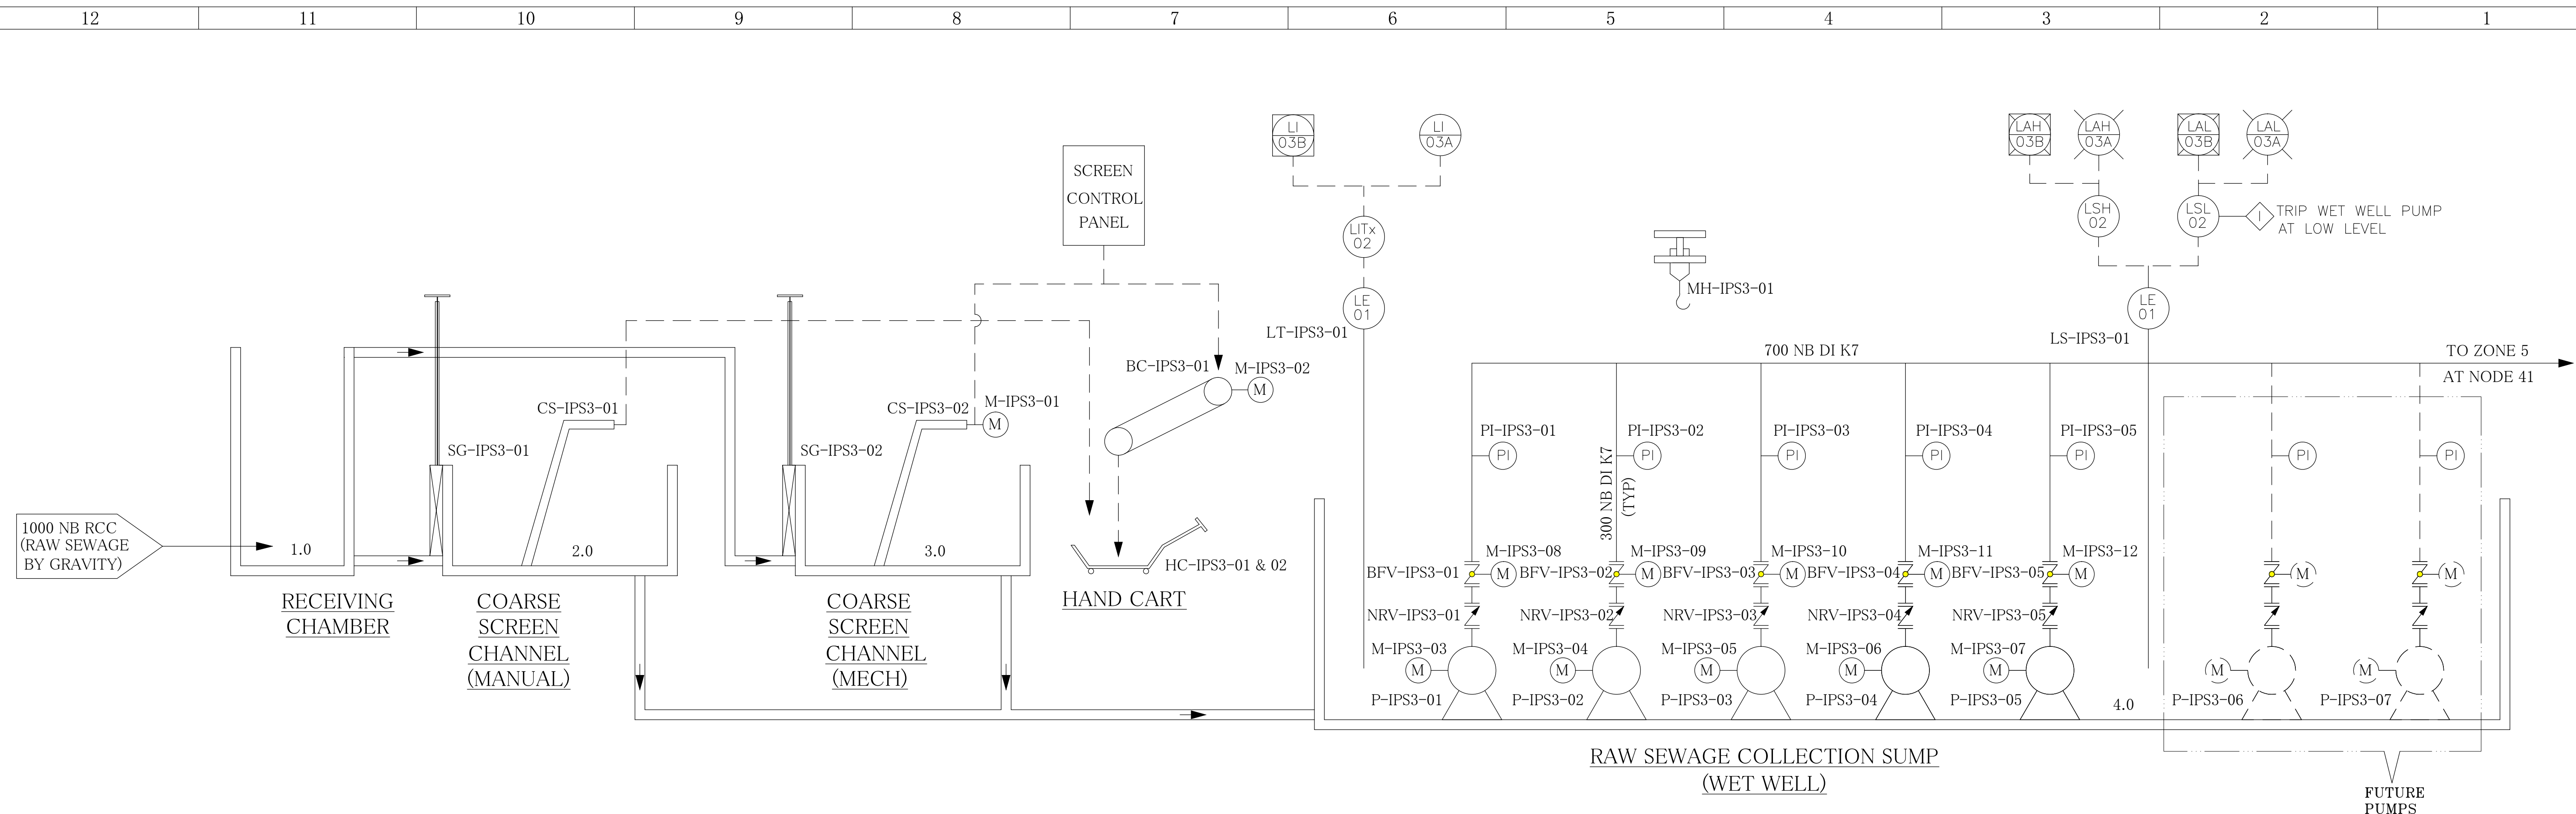 12 11 10 9 8 7 6 5 4 3 2 1
LI
03B
LI
03A
LAH
03B
LAH
03A
LAL
03B
LAL
03A
SCREEN
CONTROL
PANEL
LITx
02
LSH
02
LSL
02
I
TRIP WET WELL PUMP
AT LOW LEVEL
MH-IPS3-01
LE
01
LT-IPS3-01
LE
01
LS-IPS3-01
700 NB DI K7
TO ZONE 5
AT NODE 41
BC-IPS3-01
M-IPS3-02
M
CS-IPS3-01
CS-IPS3-02
M-IPS3-01
M
SG-IPS3-01
SG-IPS3-02
PI-IPS3-01
PI
PI-IPS3-02
PI
PI-IPS3-03
PI
PI-IPS3-04
PI
PI-IPS3-05
PI
PI
PI
300 NB DI K7
(TYP)
1000 NB RCC
(RAW SEWAGE
BY GRAVITY)
1.0
2.0
3.0
HC-IPS3-01 & 02
M-IPS3-08
M-IPS3-09
M-IPS3-10
M-IPS3-11
M-IPS3-12
BFV-IPS3-01
M
BFV-IPS3-02
M
BFV-IPS3-03
M
BFV-IPS3-04
M
BFV-IPS3-05
M
M
M
RECEIVING
CHAMBER
COARSE
SCREEN
CHANNEL
(MANUAL)
COARSE
SCREEN
CHANNEL
(MECH)
HAND CART
NRV-IPS3-01
NRV-IPS3-02
NRV-IPS3-03
NRV-IPS3-04
NRV-IPS3-05
M-IPS3-03
M
M-IPS3-04
M
M-IPS3-05
M
M-IPS3-06
M
M-IPS3-07
M
M
M
P-IPS3-01
P-IPS3-02
P-IPS3-03
P-IPS3-04
P-IPS3-05
4.0
P-IPS3-06
P-IPS3-07
RAW SEWAGE COLLECTION SUMP
(WET WELL)
FUTURE
PUMPS